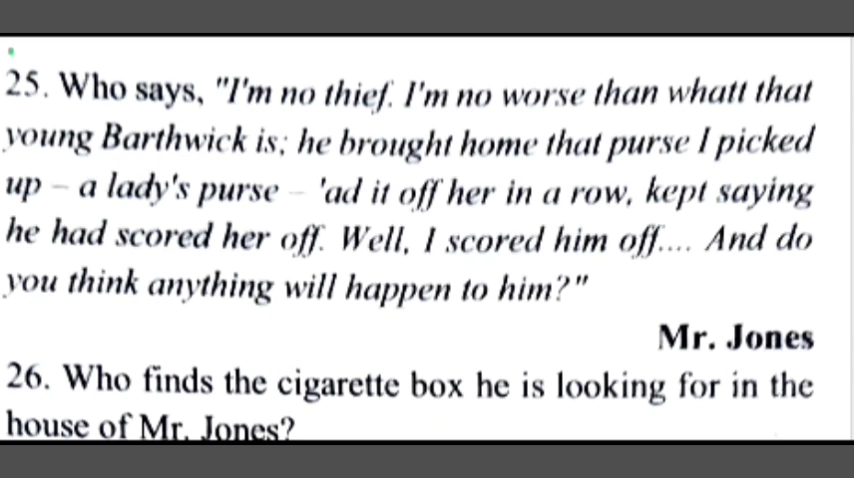 25. Who says, "I'm no thief. I'm no worse than whatt that
young Barthwick is; he brought home that purse I picked
up – a lady's purse – 'ad it off her in a row, kept saying
he had scored her off. Well, I scored him off.... And do
you think anything will happen to him?"
Mr. Jones
26. Who finds the cigarette box he is looking for in the
house of Mr. Jones?